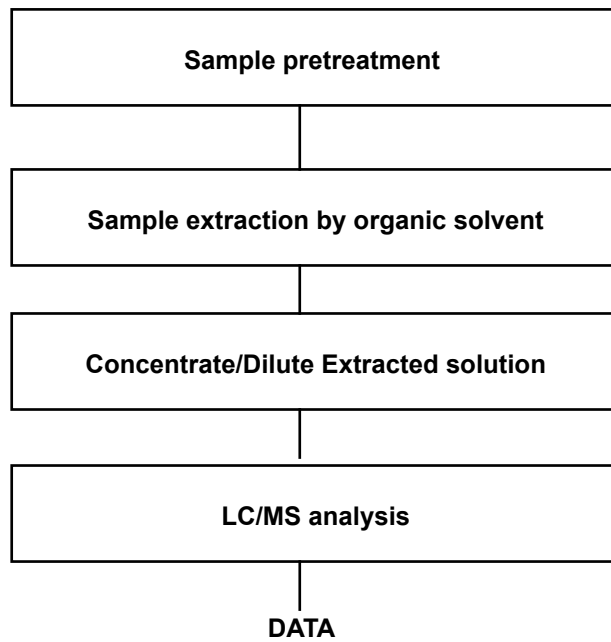 Sample pretreatment
Sample extraction by organic solvent
Concentrate/Dilute Extracted solution
LC/MS analysis
DATA